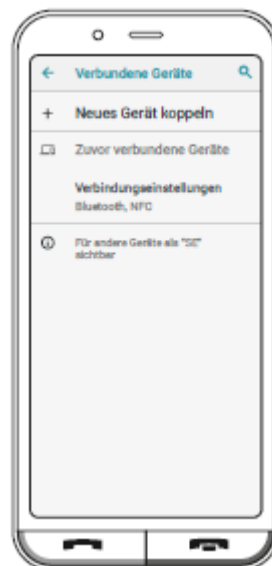 Verbundene Geräte
Neues Gerät koppeln
Zuvor verbundene Geräte
Verbindungseinstellungen
Bluetooth, NFC
Für andere Geräte als "SE"
sichtbar